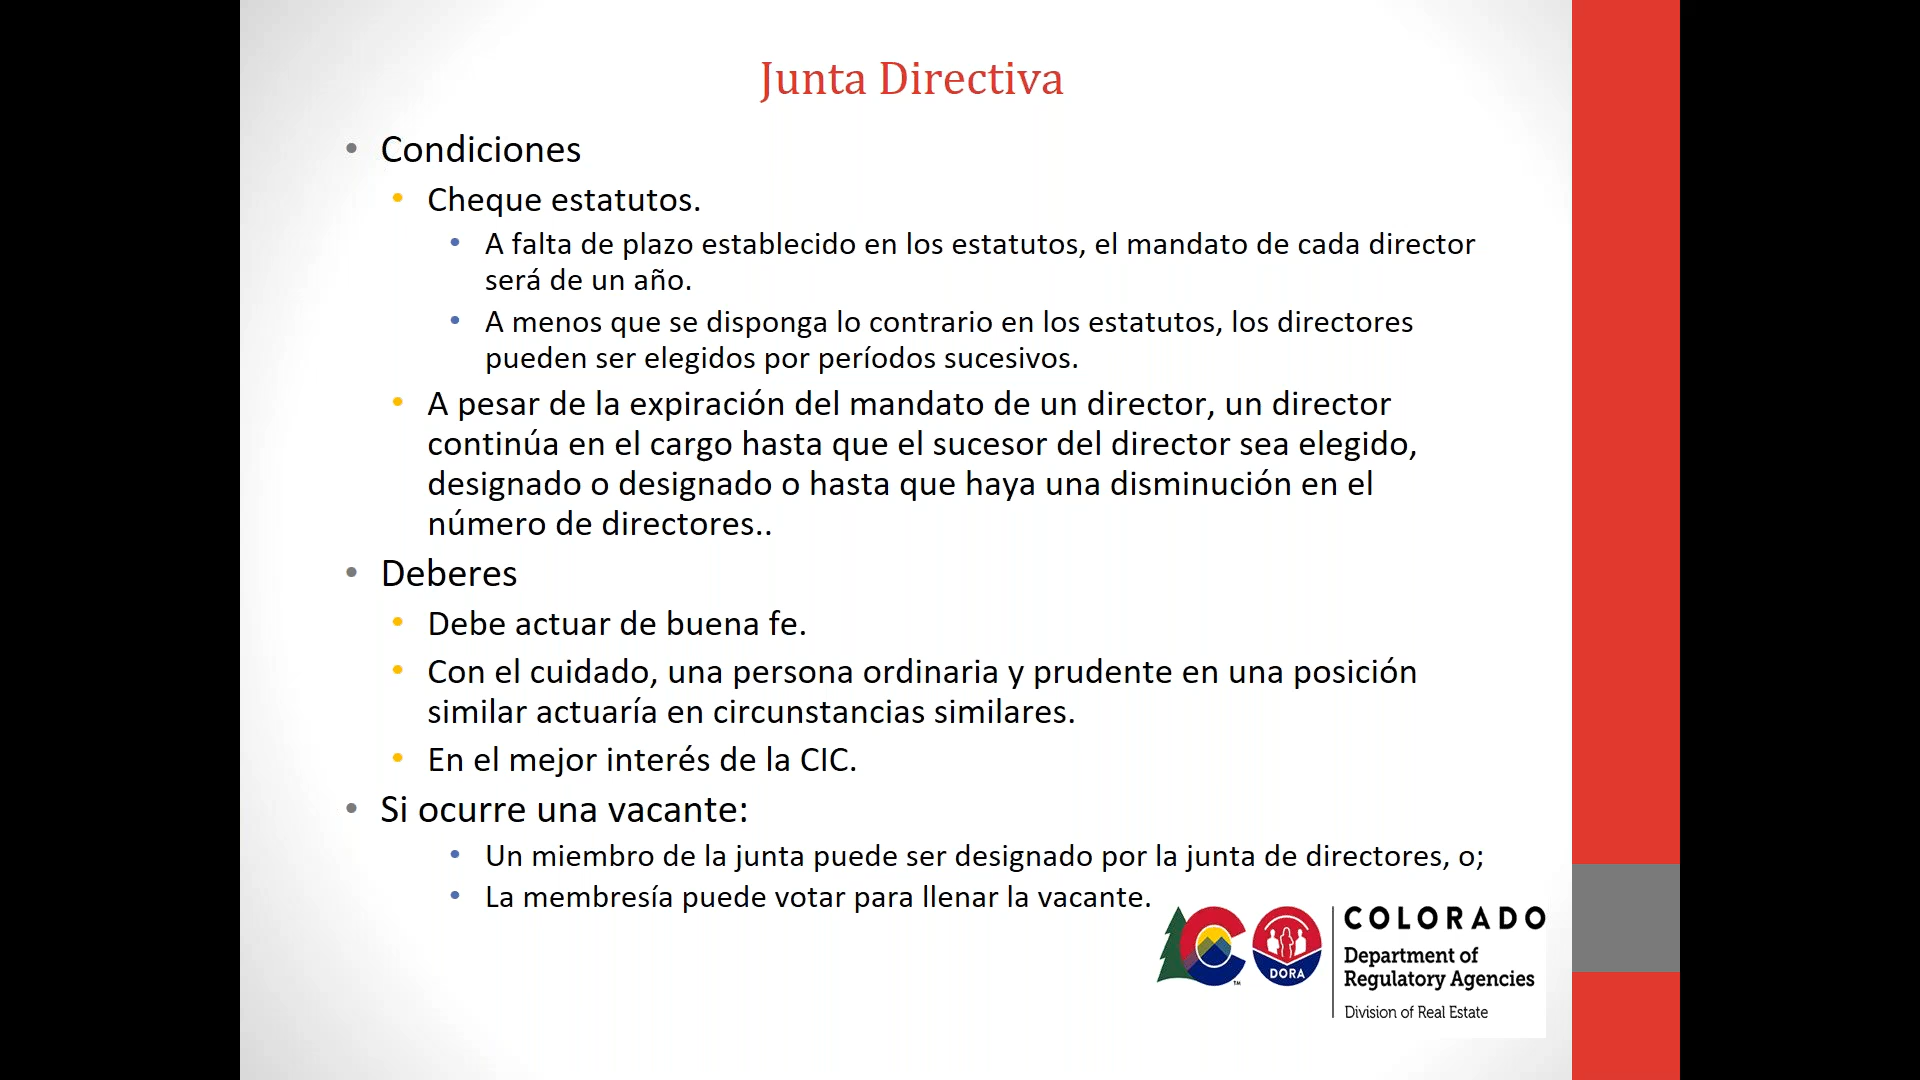 Junta Directiva
• Condiciones
• Cheque estatutos.
• A falta de plazo establecido en los estatutos, el mandato de cada director
será de un año.
• A menos que se disponga lo contrario en los estatutos, los directores
pueden ser elegidos por períodos sucesivos.
• A pesar de la expiración del mandato de un director, un director
continúa en el cargo hasta que el sucesor del director sea elegido,
designado o designado o hasta que haya una disminución en el
número de directores..
• Deberes
• Debe actuar de buena fe.
• Con el cuidado, una persona ordinaria y prudente en una posición
similar actuaría en circunstancias similares.
• En el mejor interés de la CIC.
• Si ocurre una vacante:
• Un miembro de la junta puede ser designado por la junta de directores, o;
• La membresía puede votar para llenar la vacante.
TM
DORA
COLORADO
Department of
Regulatory Agencies
Division of Real Estate